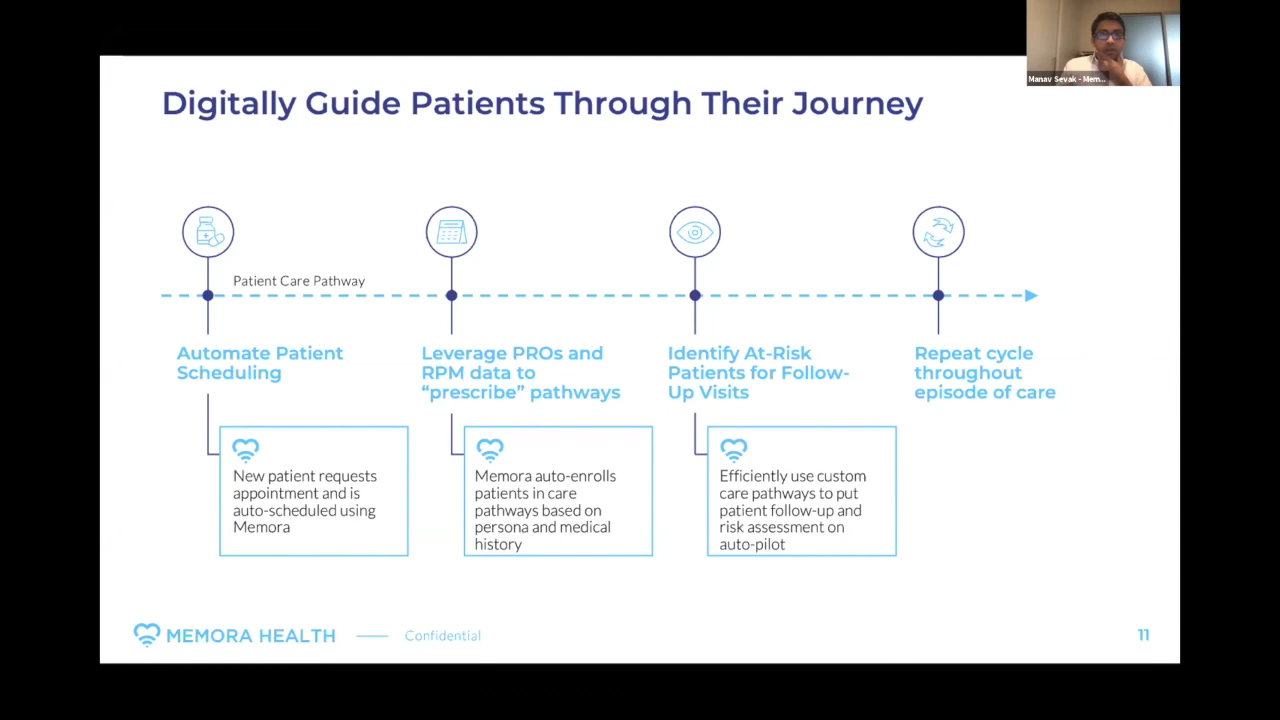 Manav Sevak - Mem...
Digitally Guide Patients Through Their Journey
Patient Care Pathway
Automate Patient
Scheduling
New patient requests
appointment and is
auto-scheduled using
Memora
Leverage PROs and
RPM data to
“prescribe” pathways
Memora auto-enrolls
patients in care
pathways based on
persona and medical
history
Identify At-Risk
Patients for Follow-
Up Visits
Efficiently use custom
care pathways to put
patient follow-up and
risk assessment on
auto-pilot
Repeat cycle
throughout
episode of care
MEMORA HEALTH
Confidential
11